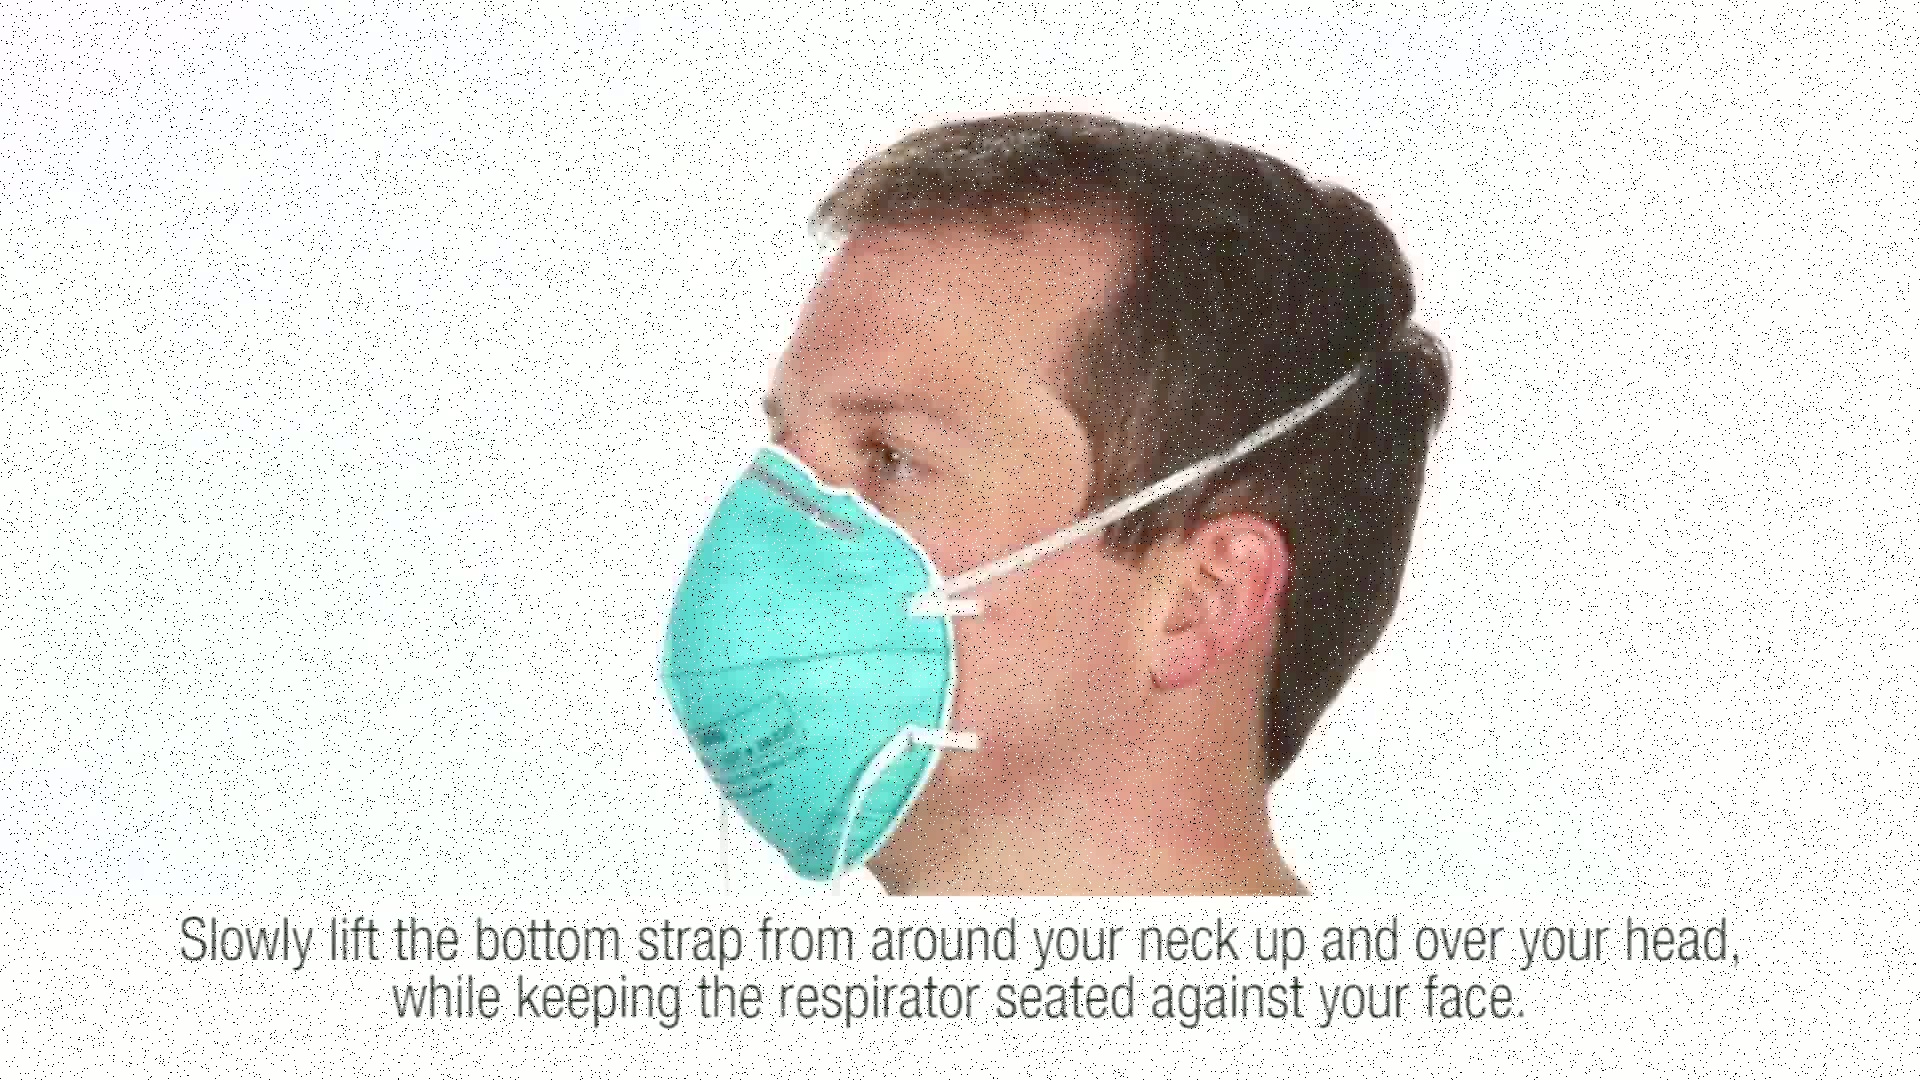 Slowly lift the bottom strap from around your neck up and over your head,
while keeping the respirator seated against your face.